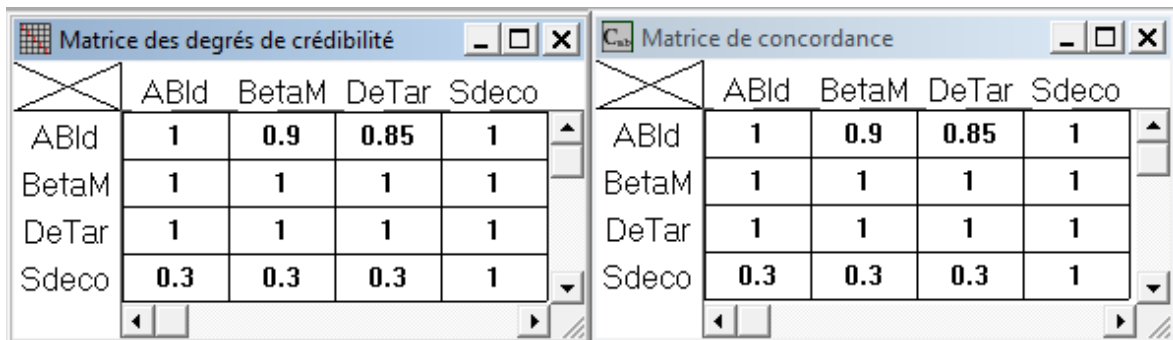 Matrice des degrés de crédibilité
ABld BetaM DeTar Sdeco
ABld 1 0.9 0.85 1
BetaM 1 1 1 1
DeTar 1 1 1 1
Sdeco 0.3 0.3 0.3 1
Cab Matrice de concordance
ABld BetaM DeTar Sdeco
ABld 1 0.9 0.85 1
BetaM 1 1 1 1
DeTar 1 1 1 1
Sdeco 0.3 0.3 0.3 1